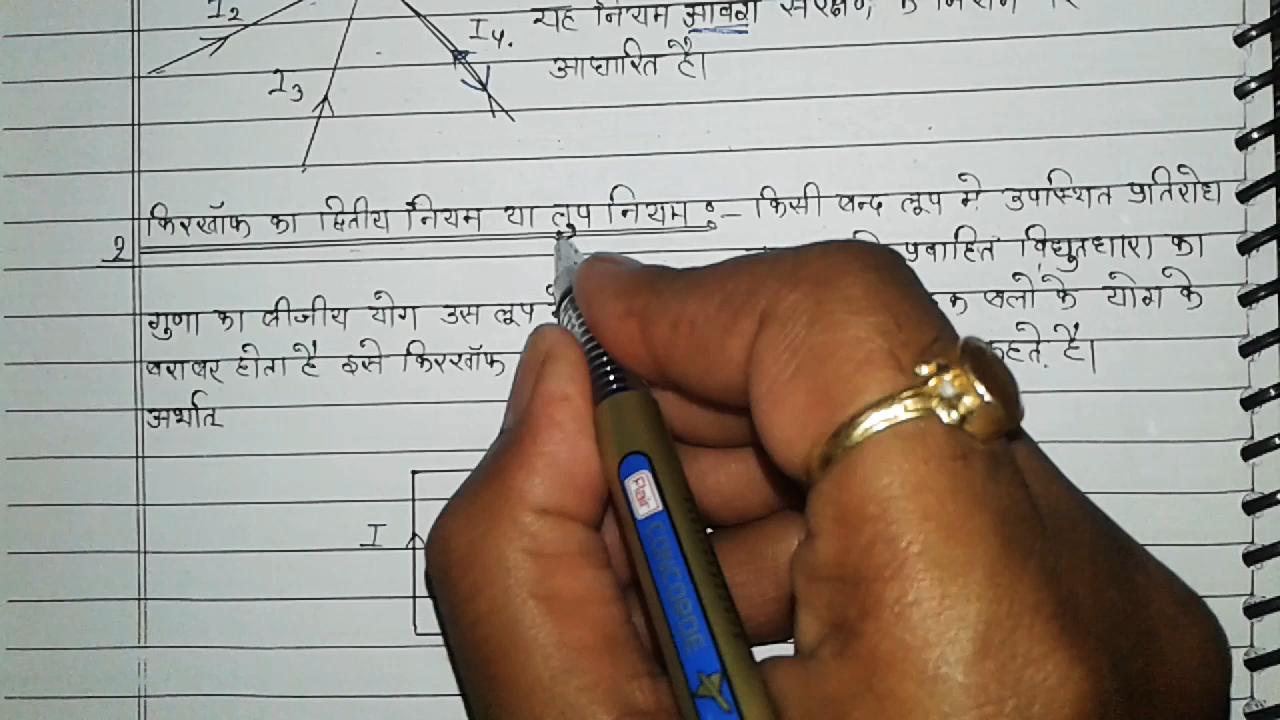 I2
I4. यह नियम आवेश संरक्षण के नियम पर
आधारित है।
I3
2 किरखॉफ का द्वितीय नियम या लूप नियम :- किसी बन्द लूप मे उपस्थित प्रतिरोध
प्रवाहित विद्युतधारा का
गुणा का बीजीय योग उस लूप बलों के योग के
बराबर होता है इसे किरखॉफ कहते है।
अर्थात
I
Flair
CONCORDE